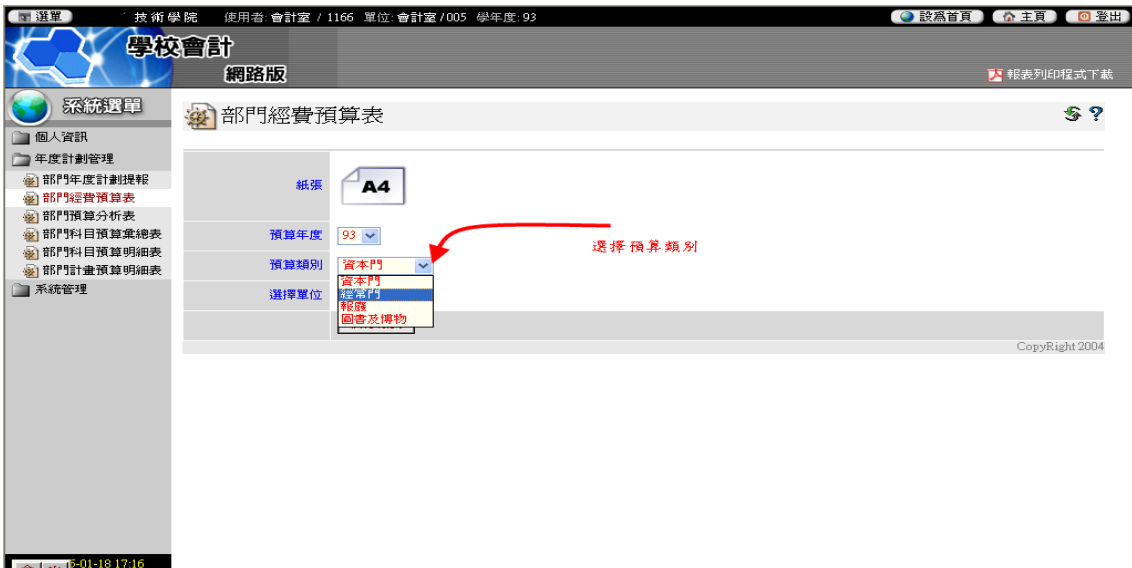 選單 技術學院 使用者:會計室 / 1166 單位:會計室/005 學年度:93 設為首頁 主頁 登出
學校會計
網路版
報表列印程式下載
系統選單
個人資訊
年度計劃管理
部門年度計劃提報
部門經費預算表
部門預算分析表
部門科目預算彙總表
部門科目預算明細表
部門計畫預算明細表
系統管理
部門經費預算表
?
紙張 A4
預算年度 93
選擇預算類別
預算類別 資本門
資本門
經常門
報廢
圖書及博物
選擇單位
CopyRight 2004
5-01-18 17:16